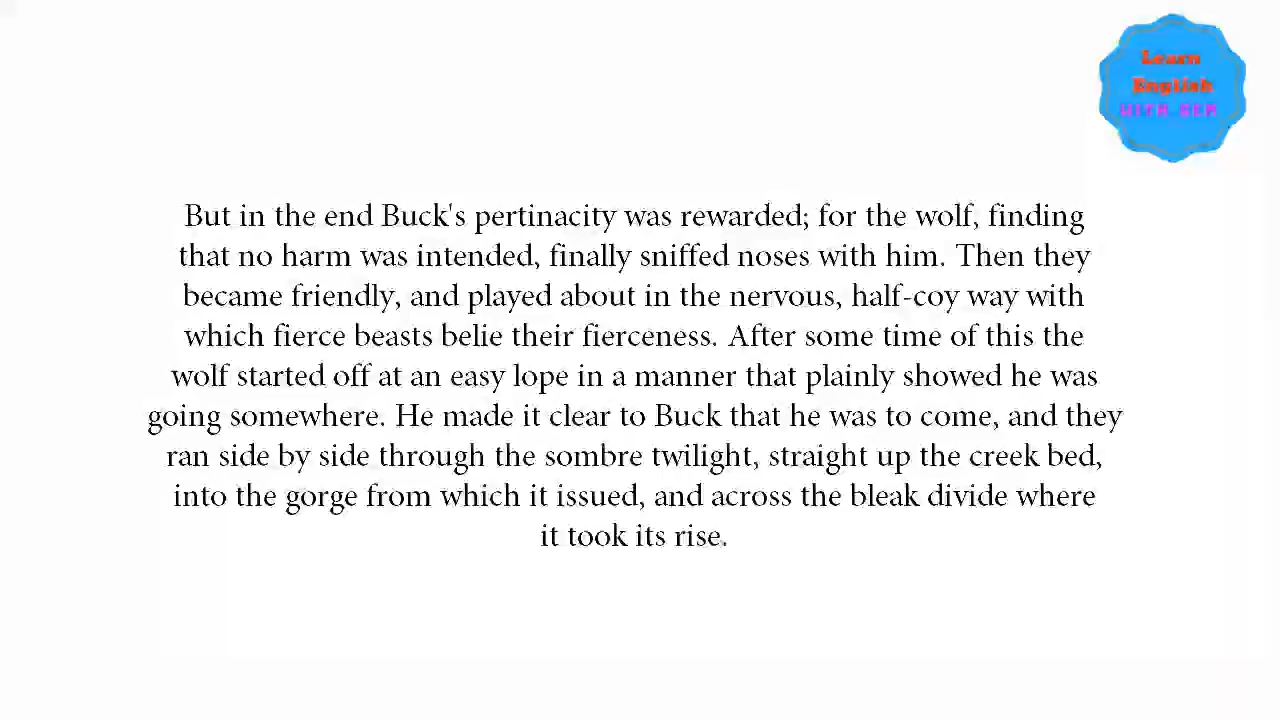 Learn
English
WITH GEM
But in the end Buck's pertinacity was rewarded; for the wolf, finding
that no harm was intended, finally sniffed noses with him. Then they
became friendly, and played about in the nervous, half-coy way with
which fierce beasts belie their fierceness. After some time of this the
wolf started off at an easy lope in a manner that plainly showed he was
going somewhere. He made it clear to Buck that he was to come, and they
ran side by side through the sombre twilight, straight up the creek bed,
into the gorge from which it issued, and across the bleak divide where
it took its rise.